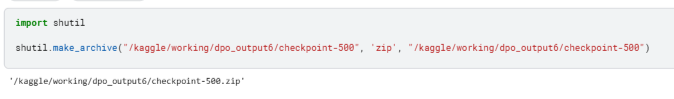 import shutil
shutil.make_archive("/kaggle/working/dpo_output6/checkpoint-500", 'zip', "/kaggle/working/dpo_output6/checkpoint-500")
'/kaggle/working/dpo_output6/checkpoint-500.zip'